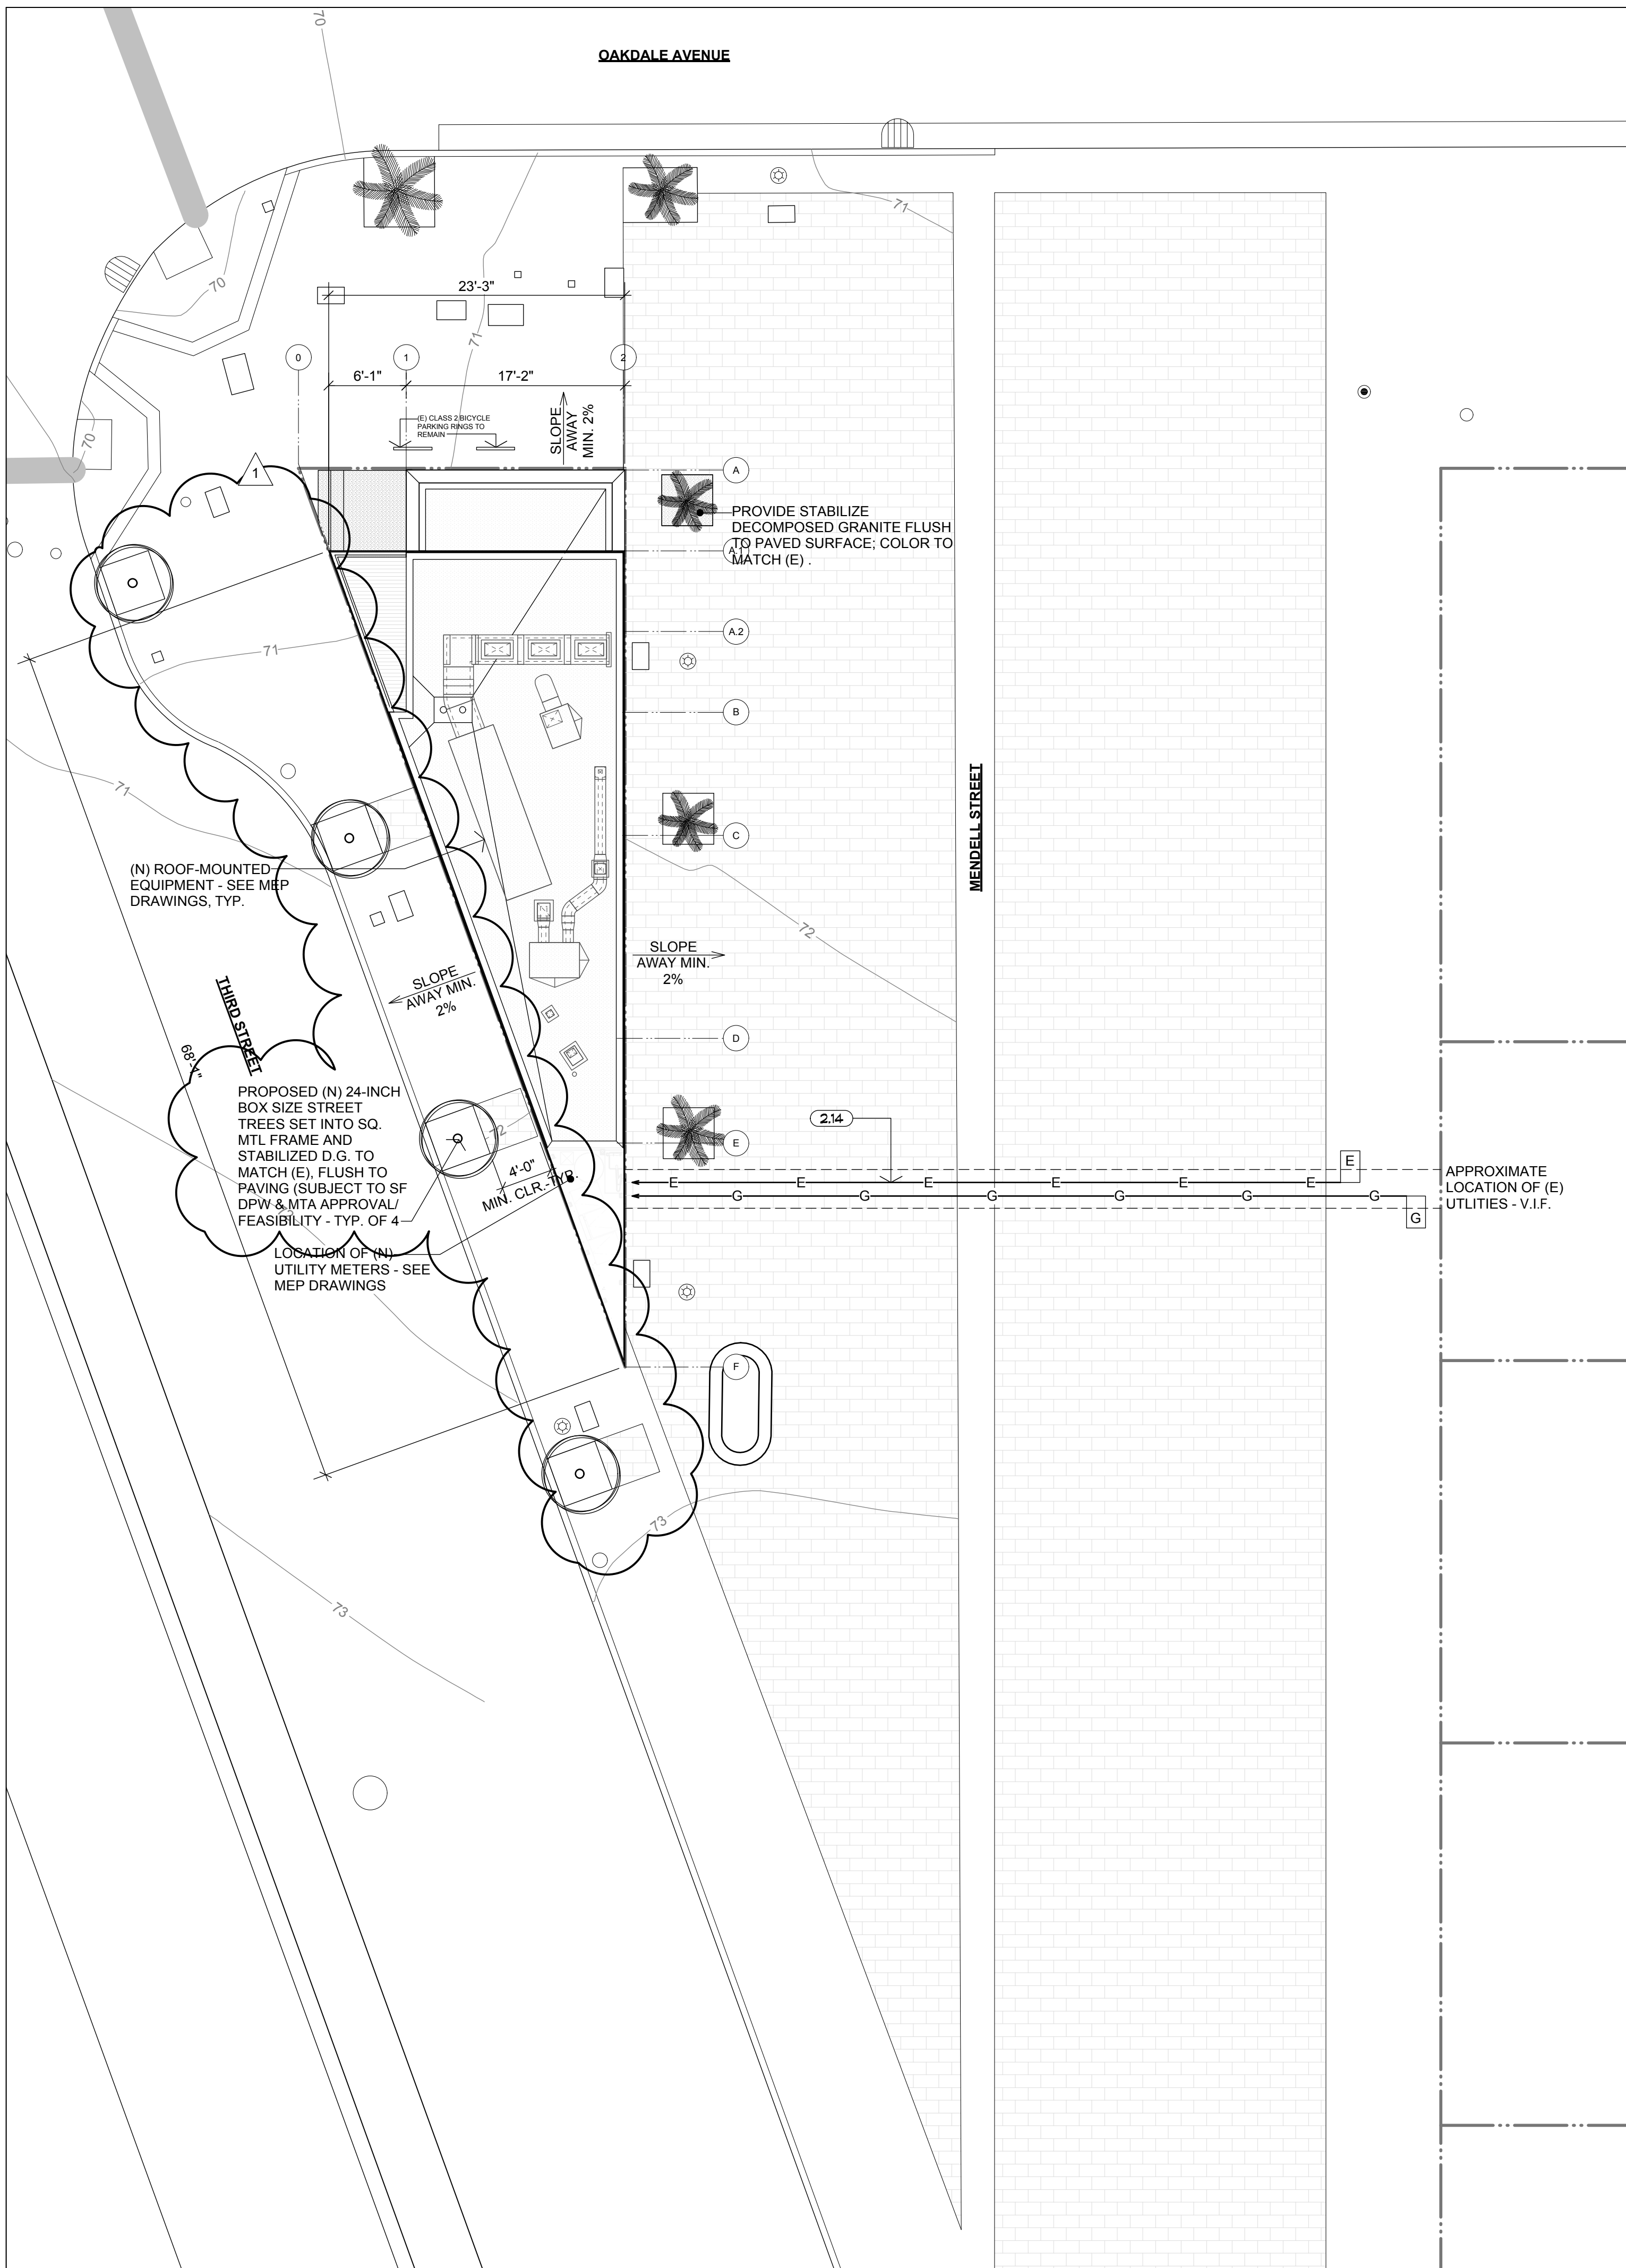 70
OAKDALE AVENUE
71
70
23'-3"
71
0
1
2
6'-1"
17'-2"
(E) CLASS 2 BICYCLE
PARKING RINGS TO
REMAIN
SLOPE
AWAY
MIN. 2%
70
1
A
PROVIDE STABILIZE
DECOMPOSED GRANITE FLUSH
TO PAVED SURFACE; COLOR TO
MATCH (E) .
A.1
A.2
71
B
71
MENDELL STREET
C
(N) ROOF-MOUNTED
EQUIPMENT - SEE MEP
DRAWINGS, TYP.
72
SLOPE
AWAY MIN.
2%
SLOPE
AWAY MIN.
2%
THIRD STREET
68'-1"
D
PROPOSED (N) 24-INCH
BOX SIZE STREET
TREES SET INTO SQ.
MTL FRAME AND
STABILIZED D.G. TO
MATCH (E), FLUSH TO
PAVING (SUBJECT TO SF
DPW & MTA APPROVAL/
FEASIBILITY - TYP. OF 4
72
2.14
E
4'-0"
MIN. CLR.-TYP.
E
E E E E E E
G G G G G G
G
APPROXIMATE
LOCATION OF (E)
UTLITIES - V.I.F.
73
LOCATION OF (N)
UTILITY METERS - SEE
MEP DRAWINGS
F
73
73